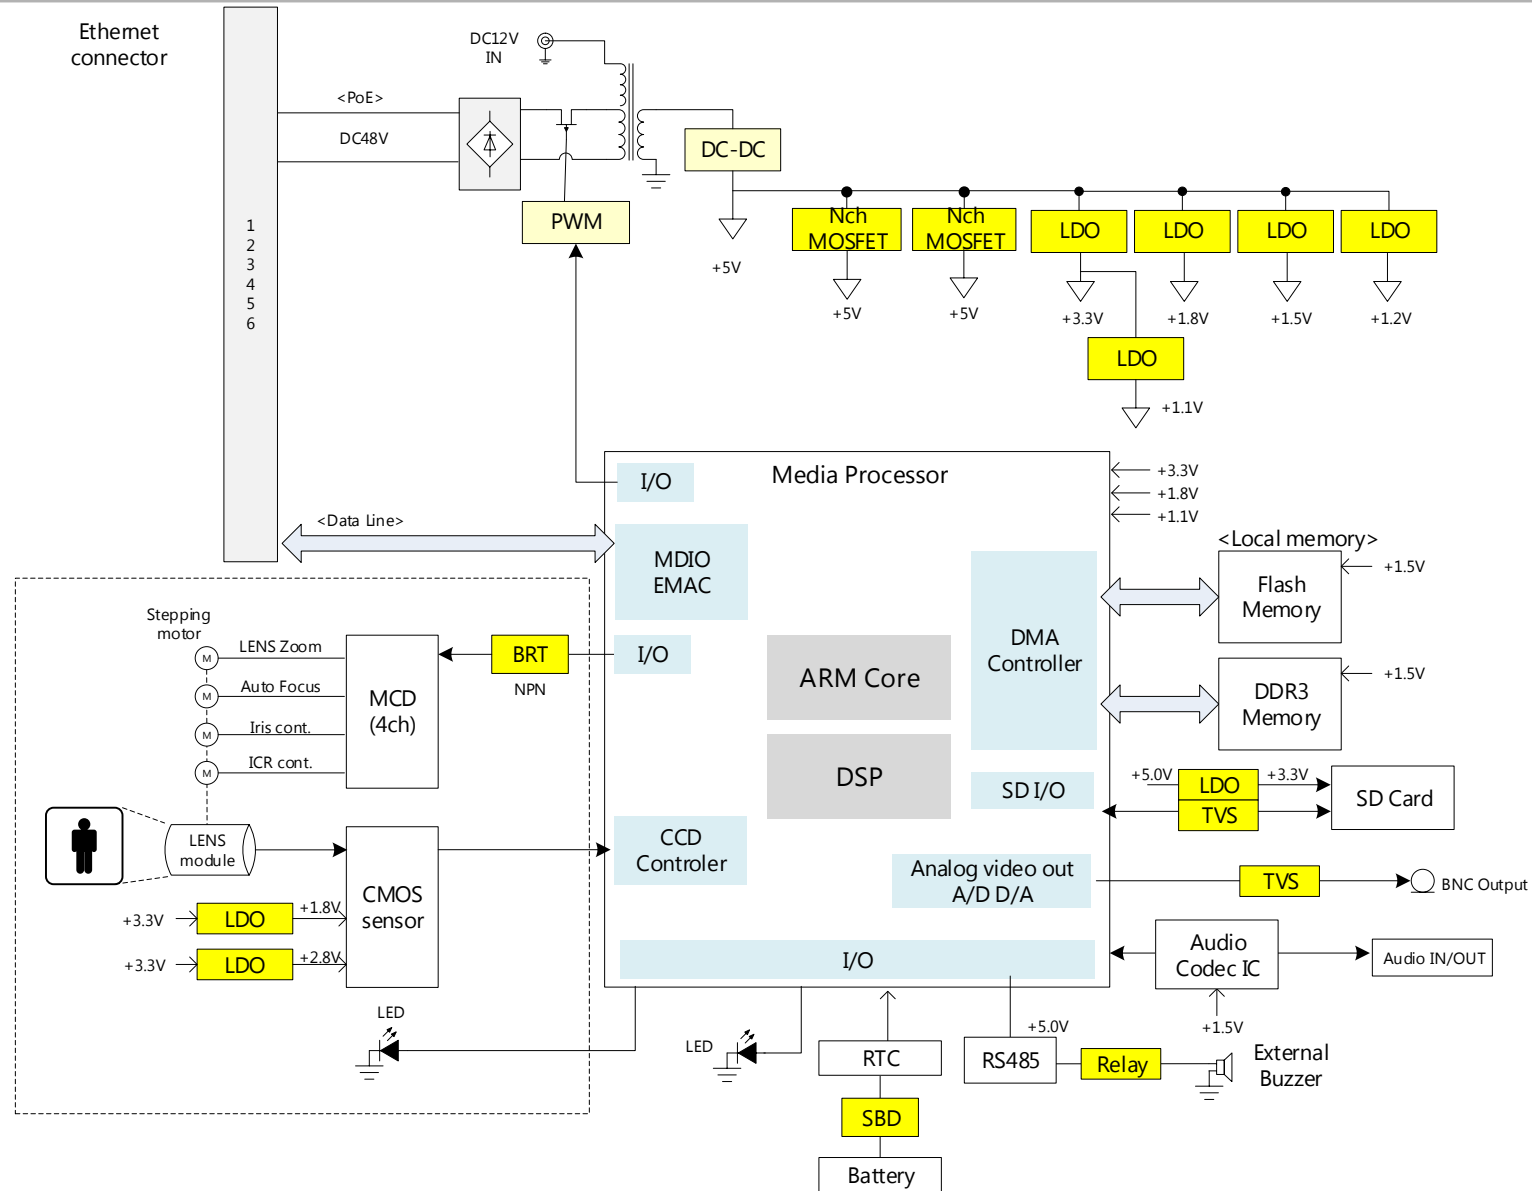 Ethernet
connector
DC12V
IN
<PoE>
DC48V
DC-DC
PWM
1
2
3
4
5
6
+5V
Nch
MOSFET
Nch
MOSFET
LDO
LDO
LDO
LDO
+5V
+5V
+3.3V
+1.8V
+1.5V
+1.2V
LDO
+1.1V
Media Processor
I/O
+3.3V
+1.8V
+1.1V
<Data Line>
MDIO
EMAC
<Local memory>
Flash
Memory
+1.5V
DMA
Controller
DDR3
Memory
+1.5V
Stepping
motor
M
M
M
M
LENS Zoom
Auto Focus
Iris cont.
ICR cont.
MCD
(4ch)
BRT
NPN
I/O
ARM Core
DSP
SD I/O
+5.0V
LDO
+3.3V
TVS
SD Card
LENS
module
CMOS
sensor
CCD
Controler
Analog video out
A/D D/A
TVS
BNC Output
+3.3V
LDO
+1.8V
+3.3V
LDO
+2.8V
I/O
Audio
Codec IC
Audio IN/OUT
+1.5V
LED
LED
RTC
SBD
Battery
+5.0V
RS485
Relay
External
Buzzer